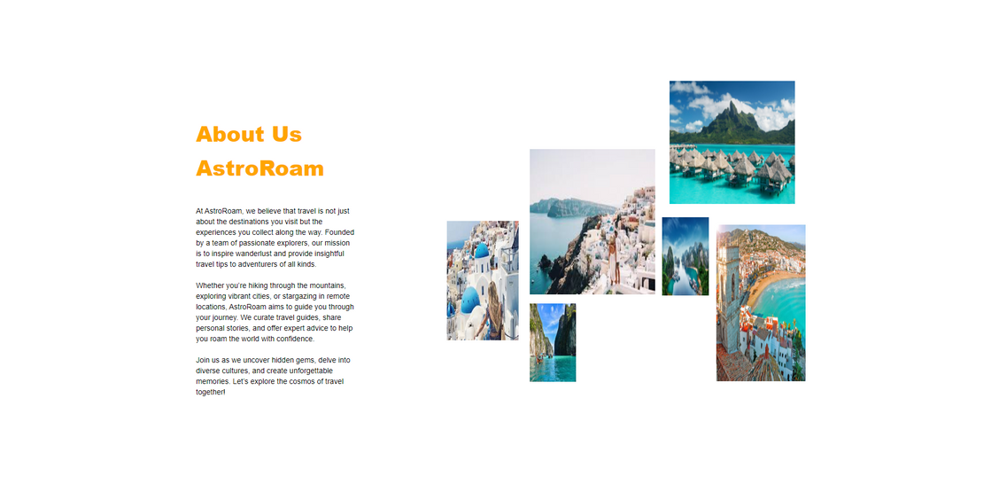 About Us
AstroRoam
At AstroRoam, we believe that travel is not just
about the destinations you visit but the
experiences you collect along the way. Founded
by a team of passionate explorers, our mission
is to inspire wanderlust and provide insightful
travel tips to adventurers of all kinds.
Whether you're hiking through the mountains,
exploring vibrant cities, or stargazing in remote
locations, AstroRoam aims to guide you through
your journey. We curate travel guides, share
personal stories, and offer expert advice to help
you roam the world with confidence.
Join us as we uncover hidden gems, delve into
diverse cultures, and create unforgettable
memories. Let's explore the cosmos of travel
together!